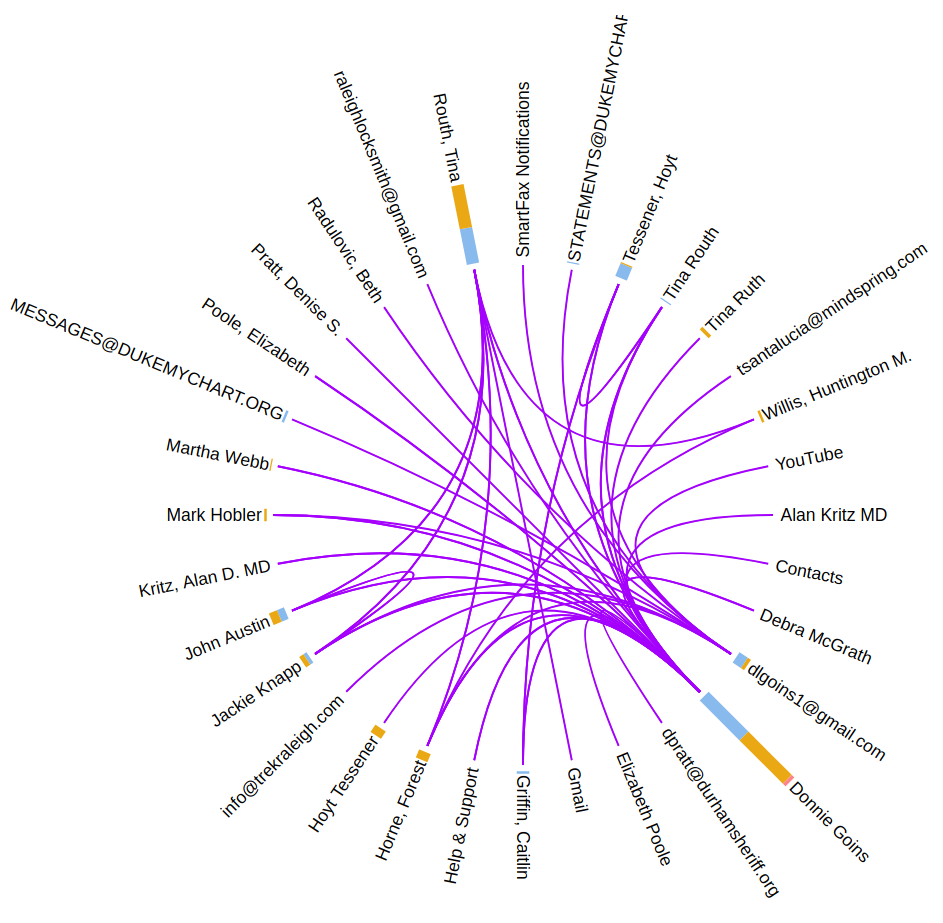 STATEMENTS@DUKEMYCHAR
Tessener, Hoyt
Tina Routh
Tina Ruth
tsantalucia@mindspring.com
Willis, Huntington M.
YouTube
Alan Kritz MD
Contacts
Debra McGrath
dlgoins1@gmail.com
Donnie Goins
dpratt@durhamsheriff.org
Elizabeth Poole
Gmail
Griffin, Caitlin
Help & Support
Horne, Forest
Hoyt Tessener
info@trekraleigh.com
Jackie Knapp
John Austin
Kritz, Alan D. MD
Mark Hobler
Martha Webb
MESSAGES@DUKEMYCHART.ORG
Poole, Elizabeth
Pratt, Denise S.
Radulovic, Beth
raleighlocksmith@gmail.com
Routh, Tina
SmartFax Notifications